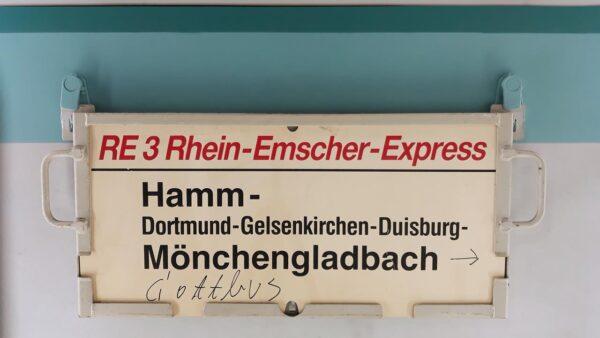 RE 3 Rhein-Emscher-Express
Hamm-
Dortmund-Gelsenkirchen-Duisburg-
Mönchengladbach →
Cottbus